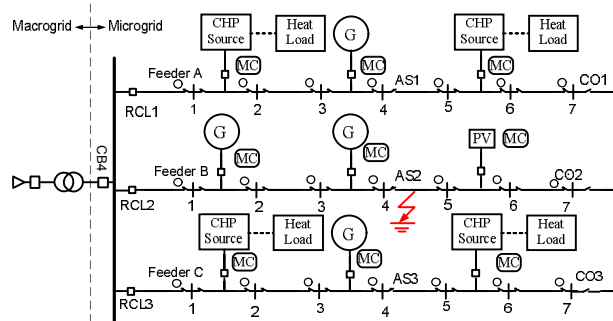 Macrogrid Microgrid
CHP
Source
Heat
Load
G
CHP
Source
Heat
Load
MC
MC
MC
Feeder A
AS1
CO1
RCL1
1 2 3 4 5 6 7
CB4
G
G
PV
MC
MC
MC
Feeder B
AS2
CO2
RCL2
1 2 3 4 5 6 7
CHP
Source
Heat
Load
G
CHP
Source
Heat
Load
MC
MC
MC
Feeder C
AS3
CO3
RCL3
1 2 3 4 5 6 7